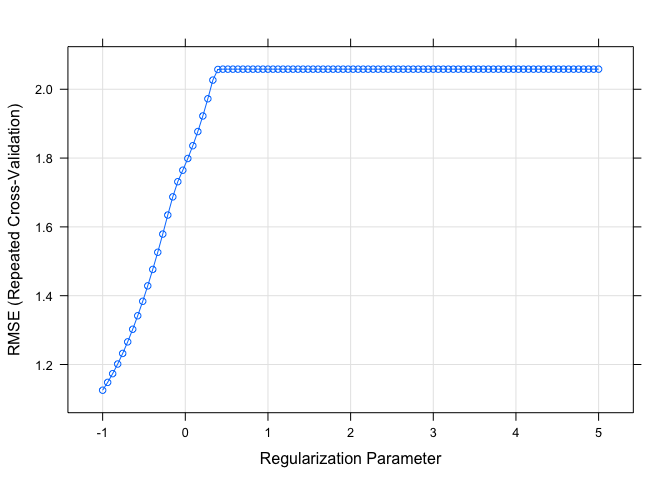 RMSE (Repeated Cross-Validation)
2.0
1.8
1.6
1.4
1.2
-1 0 1 2 3 4 5
Regularization Parameter